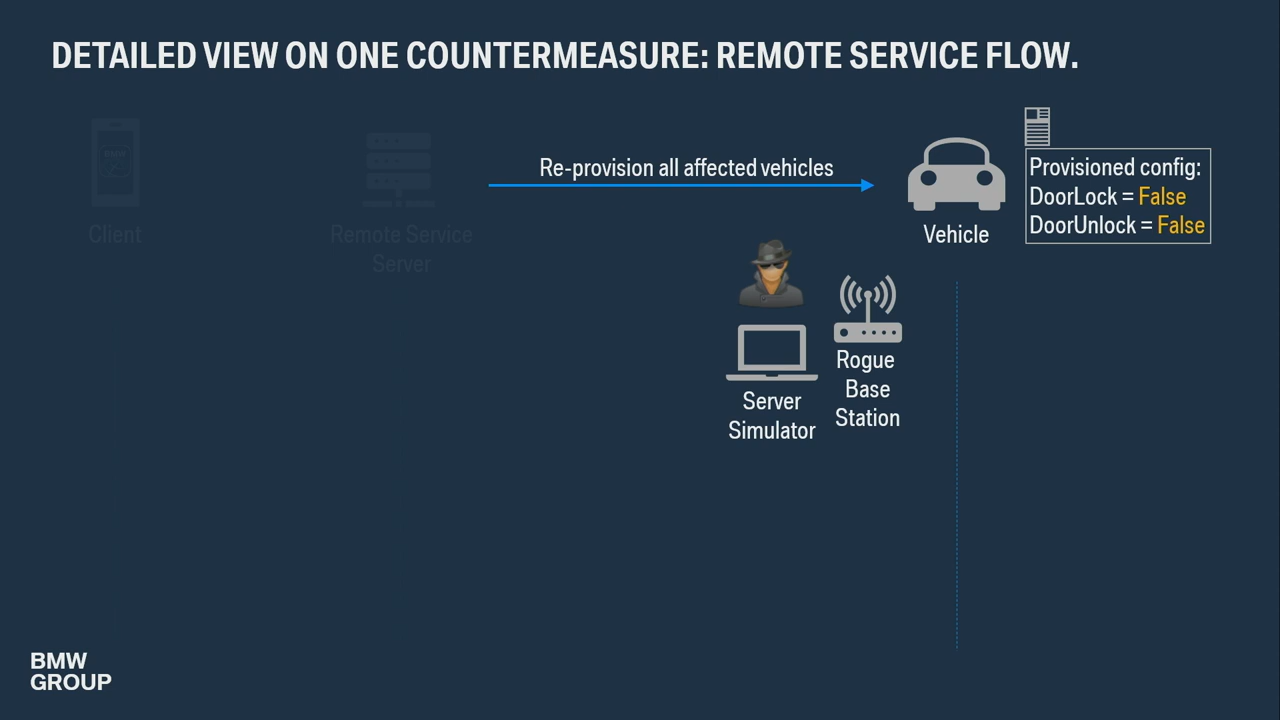 DETAILED VIEW ON ONE COUNTERMEASURE: REMOTE SERVICE FLOW.
Re-provision all affected vehicles
Provisioned config:
DoorLock = False
DoorUnlock = False
Client
Remote Service
Server
Vehicle
Rogue
Base
Station
Server
Simulator
BMW
GROUP